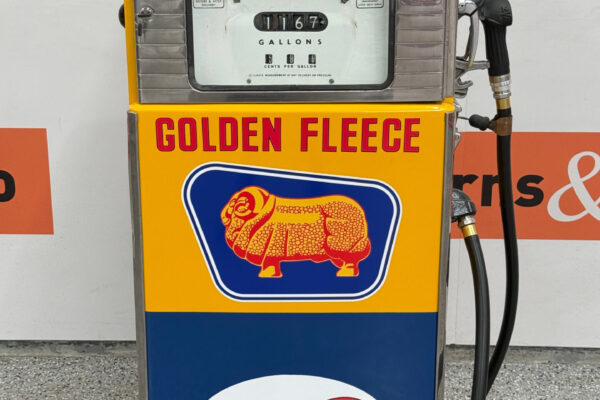 1167
GALLONS
CENTS PER GALLON
GOLDEN FLEECE
rns &